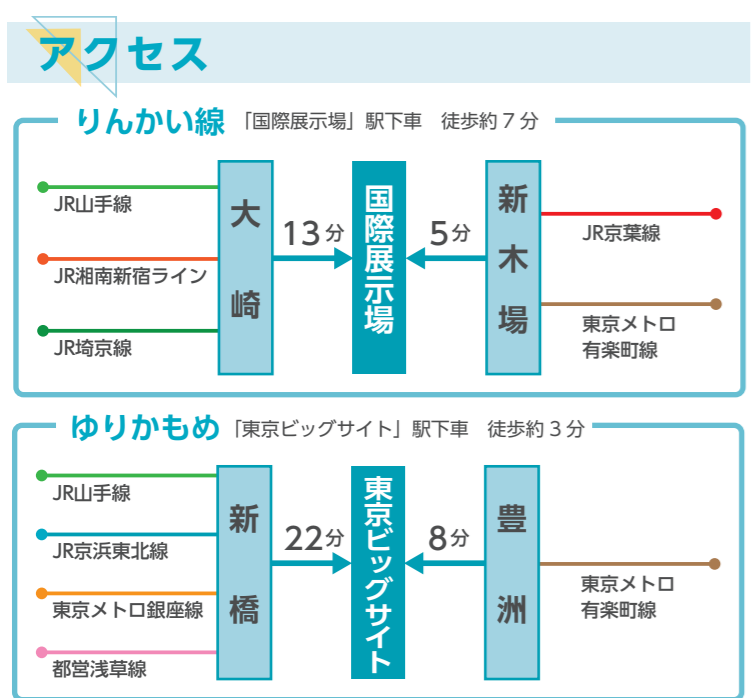 アクセス
りんかい線 「国際展示場」駅下車　徒歩約７分
JR山手線
JR湘南新宿ライン
JR埼京線
大崎
13分
国際展示場
5分
新木場
JR京葉線
東京メトロ
有楽町線
ゆりかもめ 「東京ビッグサイト」駅下車　徒歩約３分
JR山手線
JR京浜東北線
東京メトロ銀座線
都営浅草線
新橋
22分
東京ビッグサイト
8分
豊洲
東京メトロ
有楽町線